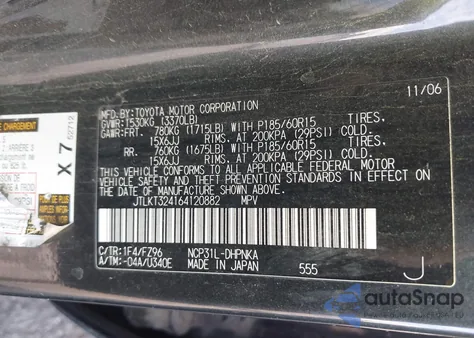 MFD.BY:TOYOTA MOTOR CORPORATION 11/06
GVWR:1530KG (3370LB)
GAWR:FRT. 780KG (1715LB) WITH P185/60R15 TIRES,
15X6JJ RIMS, AT 200KPA (29PSI) COLD.
RR. 760KG (1675LB) WITH P185/60R15 TIRES,
15X6JJ RIMS, AT 200KPA (29PSI) COLD.
THIS VEHICLE CONFORMS TO ALL APPLICABLE FEDERAL MOTOR
VEHICLE SAFETY AND THEFT PREVENTION STANDARDS IN EFFECT ON
THE DATE OF MANUFACTURE SHOWN ABOVE.
JTLKT324164120882 MPV
C/TR:1F4/FZ96 NCP31L-DHPNKA
A/TM:-04A/U340E MADE IN JAPAN 555 J
CHARGEMENT
X 7
autoSnap